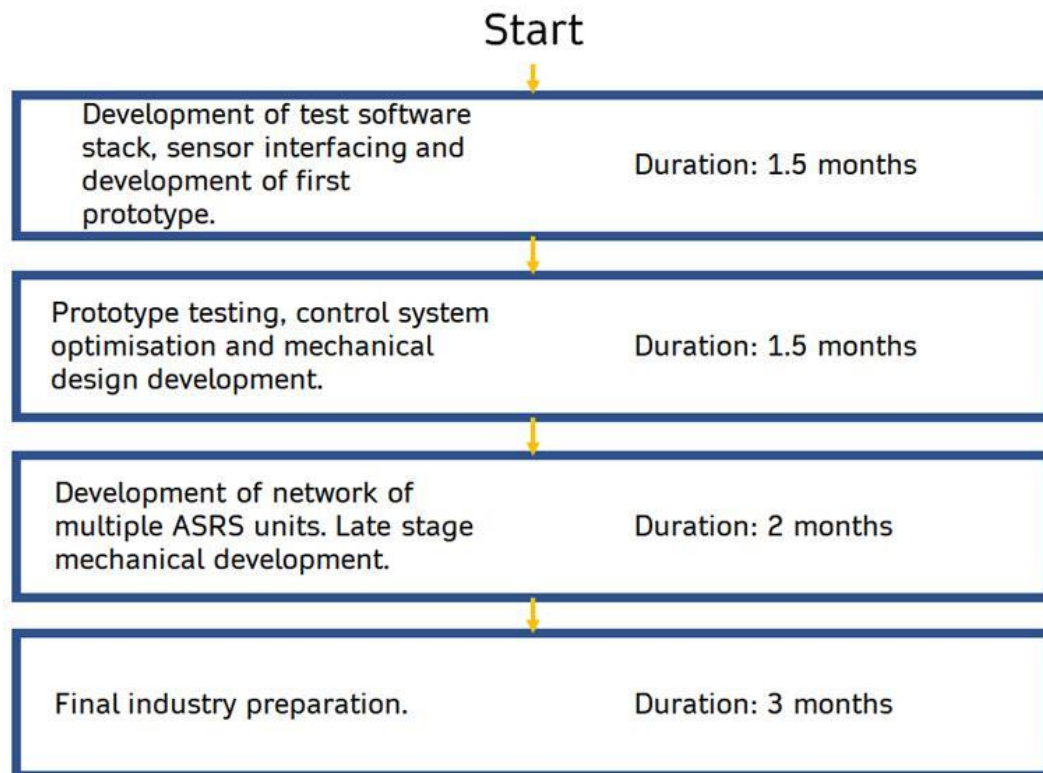 Start
Development of test software
stack, sensor interfacing and
development of first
prototype.
Duration: 1.5 months
Prototype testing, control system
optimisation and mechanical
design development.
Duration: 1.5 months
Development of network of
multiple ASRS units. Late stage
mechanical development.
Duration: 2 months
Final industry preparation.
Duration: 3 months